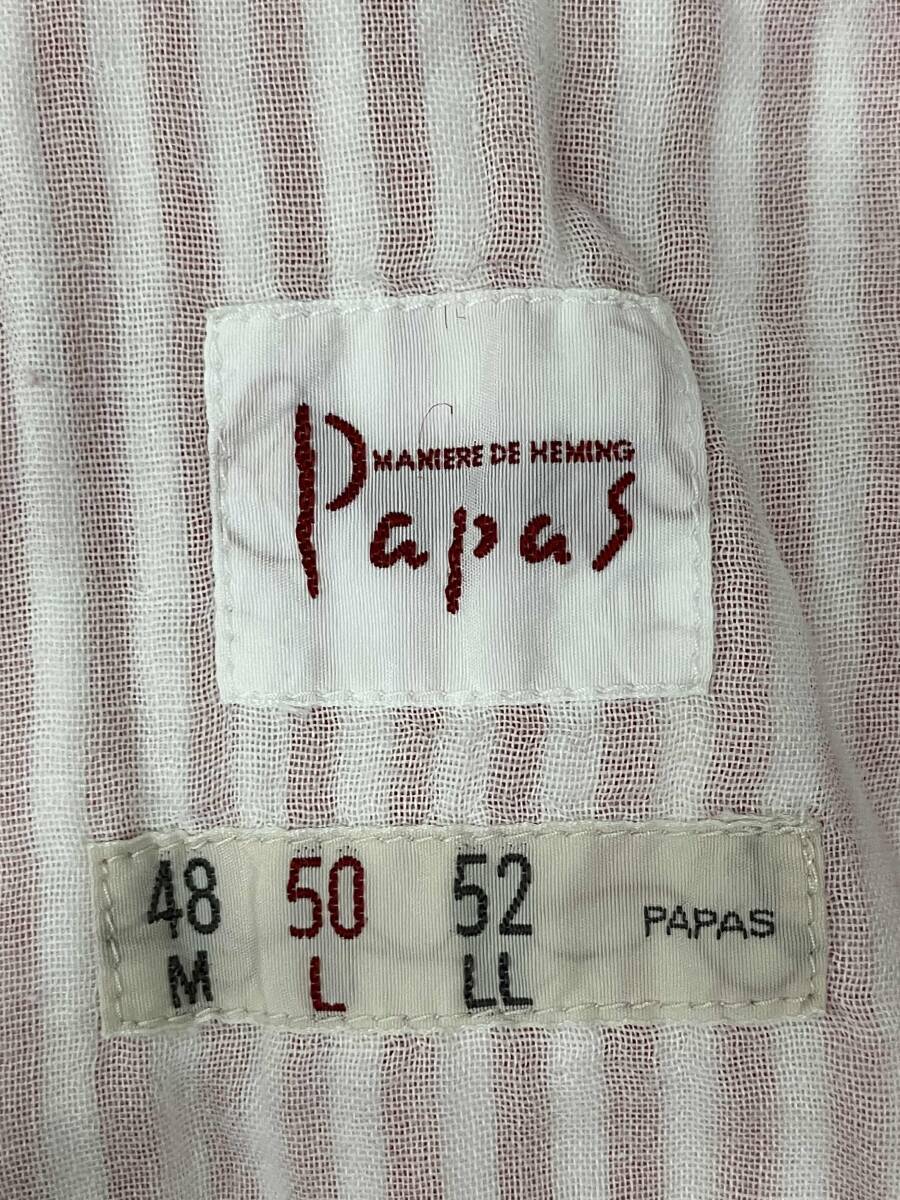 MANIERE DE HEMING
Papas
48 50 52 PAPAS
M L LL